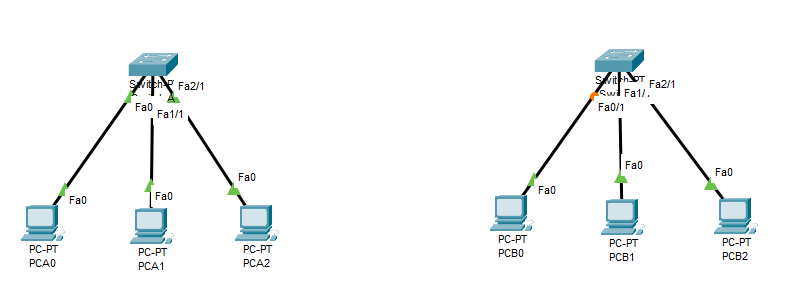 Fa2/1
Fa0
Fa1/1
Fa0
Fa0
Fa0
PC-PT
PCA0
PC-PT
PCA1
PC-PT
PCA2
Fa2/1
Fa0/1
Fa0
Fa0
Fa0
PC-PT
PCB0
PC-PT
PCB1
PC-PT
PCB2